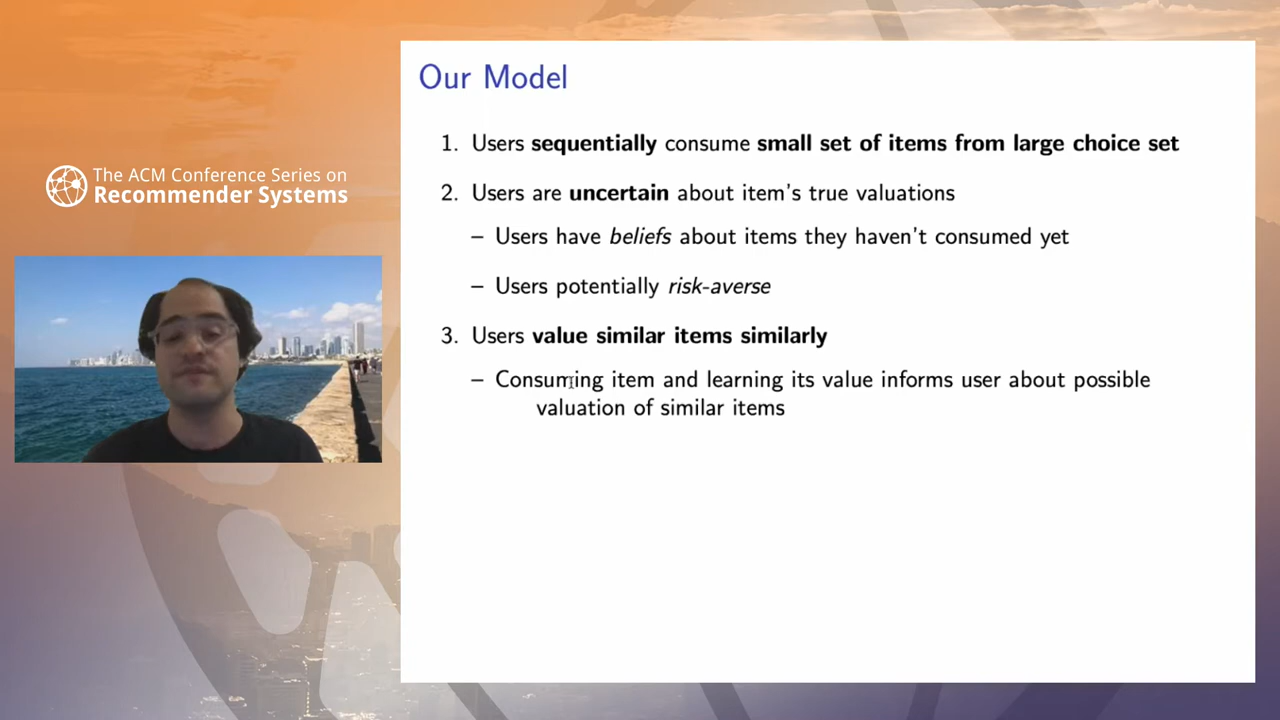 The ACM Conference Series on
Recommender Systems
Our Model
1. Users sequentially consume small set of items from large choice set
2. Users are uncertain about item's true valuations
– Users have beliefs about items they haven't consumed yet
– Users potentially risk-averse
3. Users value similar items similarly
– Consuming item and learning its value informs user about possible
valuation of similar items